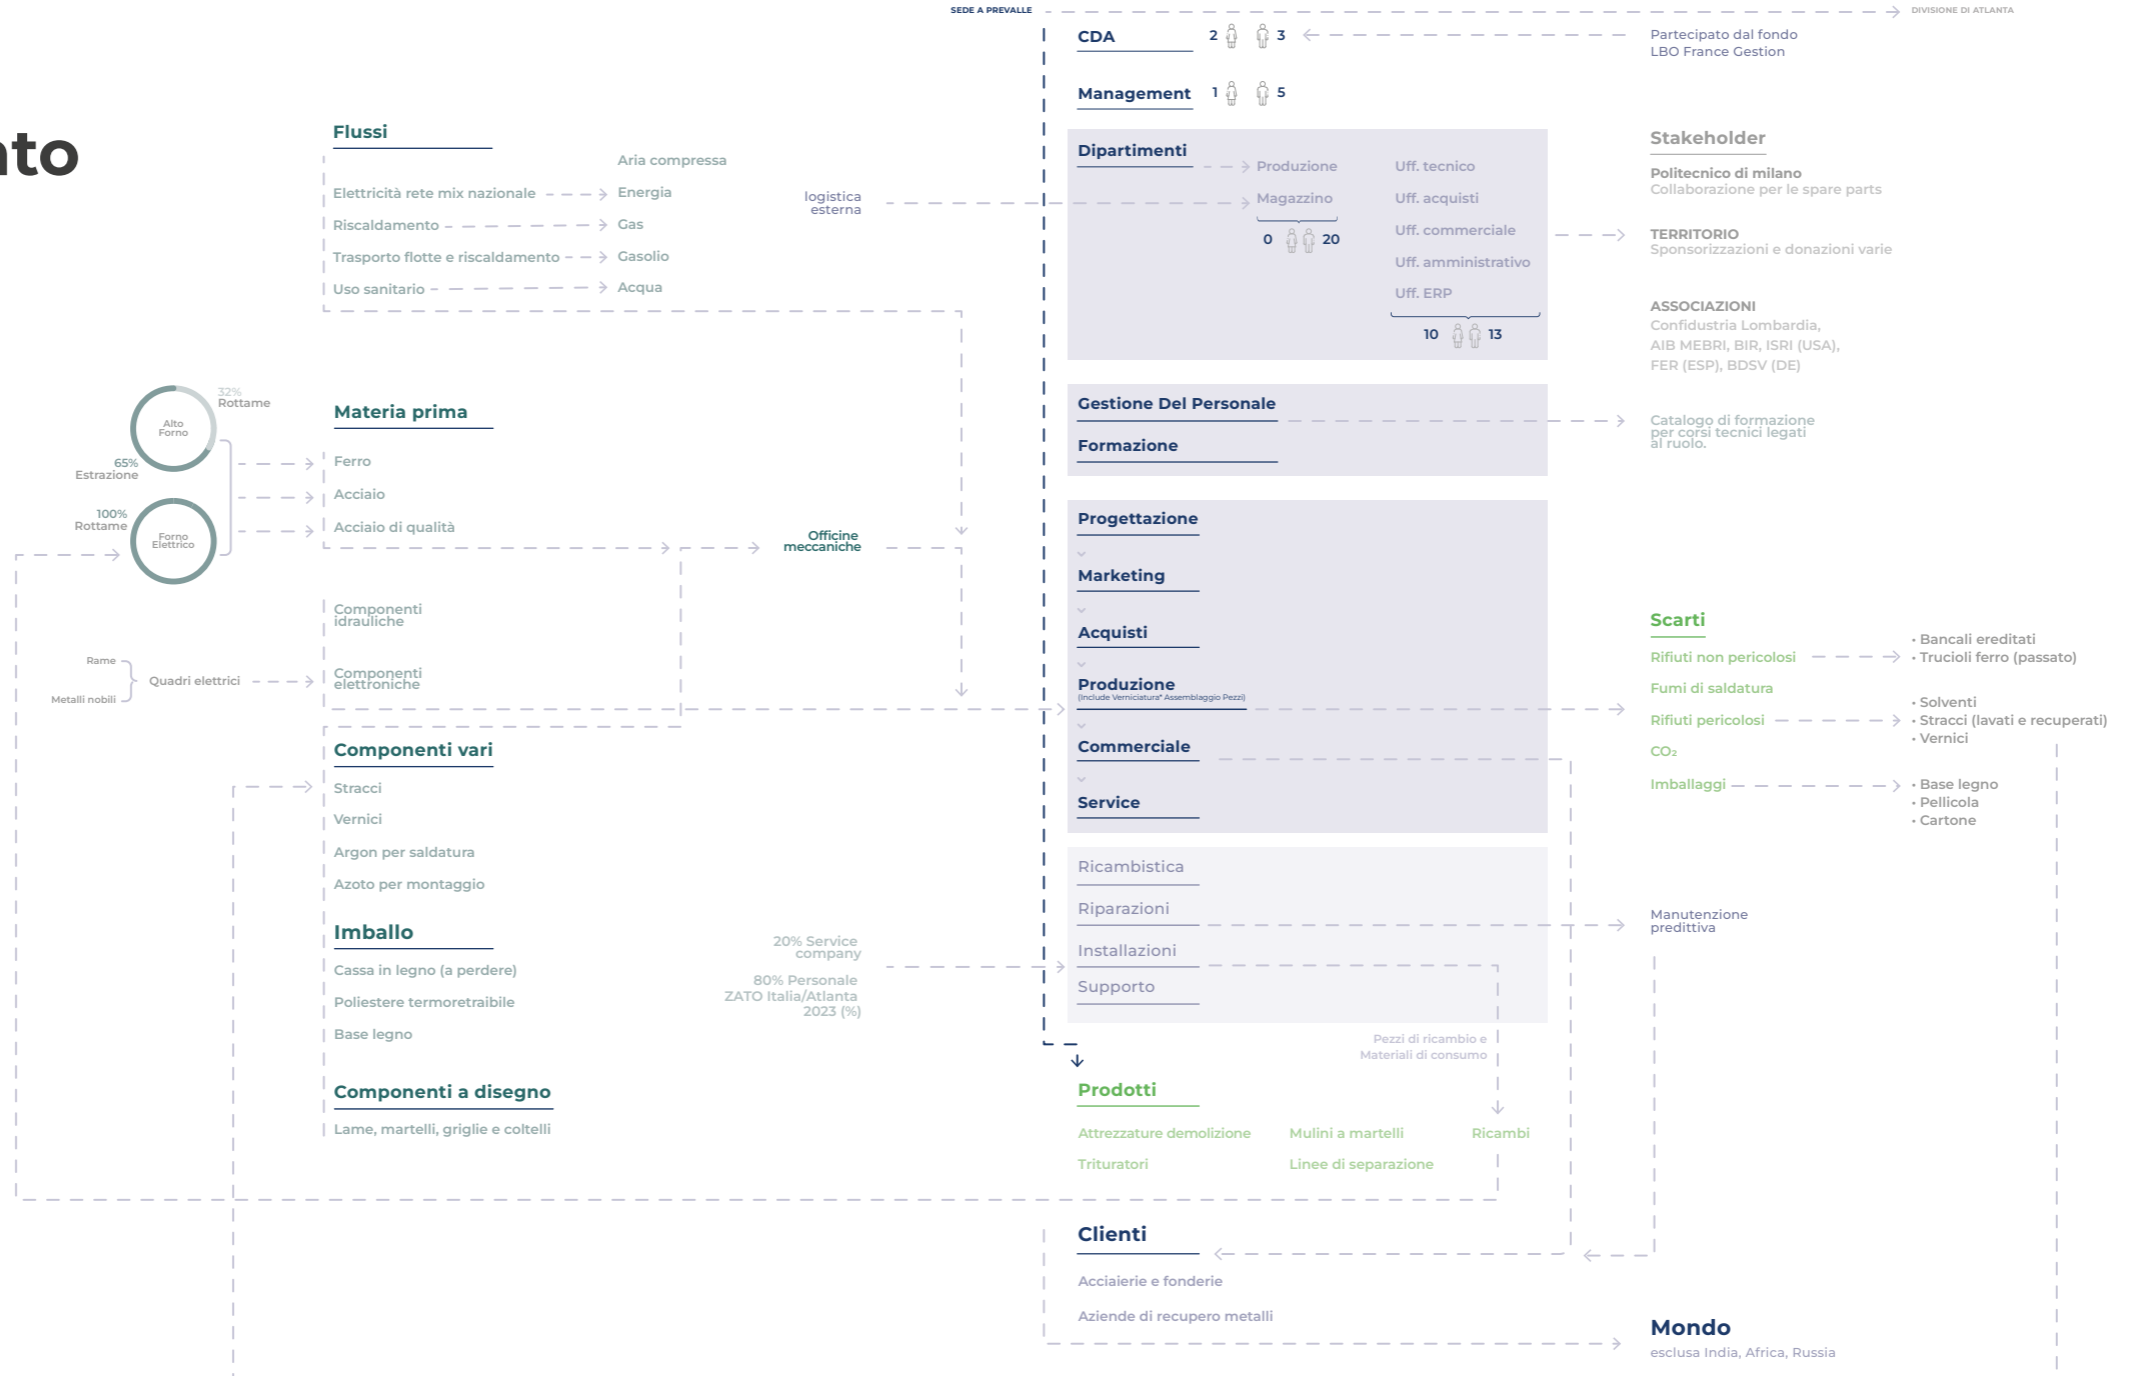 ato
SEDE A PREVALLE
DIVISIONE DI ATLANTA
CDA
2
3
Partecipato dal fondo
LBO France Gestion
Management
1
5
Flussi
Aria compressa
Elettricità rete mix nazionale
Energia
Riscaldamento
Gas
Trasporto flotte e riscaldamento
Gasolio
Uso sanitario
Acqua
logistica
esterna
Dipartimenti
Produzione
Magazzino
0
20
Uff. tecnico
Uff. acquisti
Uff. commerciale
Uff. amministrativo
Uff. ERP
10
13
Stakeholder
Politecnico di milano
Collaborazione per le spare parts
TERRITORIO
Sponsorizzazioni e donazioni varie
ASSOCIAZIONI
Confidustria Lombardia,
AIB MEBRI, BIR, ISRI (USA),
FER (ESP), BDSV (DE)
32%
Rottame
Alto
Forno
65%
Estrazione
100%
Rottame
Forno
Elettrico
Materia prima
Ferro
Acciaio
Acciaio di qualità
Officine
meccaniche
Gestione Del Personale
Formazione
Catalogo di formazione
per corsi tecnici legati
al ruolo.
Componenti
idrauliche
Rame
Metalli nobili
Quadri elettrici
Componenti
elettroniche
Progettazione
Marketing
Acquisti
Produzione
(Include Verniciatura* Assemblaggio Pezzi)
Commerciale
Service
Scarti
Rifiuti non pericolosi
• Bancali ereditati
• Trucioli ferro (passato)
Fumi di saldatura
Rifiuti pericolosi
• Solventi
• Stracci (lavati e recuperati)
• Vernici
CO₂
Imballaggi
• Base legno
• Pellicola
• Cartone
Componenti vari
Stracci
Vernici
Argon per saldatura
Azoto per montaggio
Imballo
Cassa in legno (a perdere)
Poliestere termoretraibile
Base legno
Componenti a disegno
Lame, martelli, griglie e coltelli
20% Service
company
80% Personale
ZATO Italia/Atlanta
2023 (%)
Ricambistica
Riparazioni
Installazioni
Supporto
Manutenzione
predittiva
Pezzi di ricambio e
Materiali di consumo
Prodotti
Attrezzature demolizione
Mulini a martelli
Ricambi
Trituratori
Linee di separazione
Clienti
Acciaierie e fonderie
Aziende di recupero metalli
Mondo
esclusa India, Africa, Russia